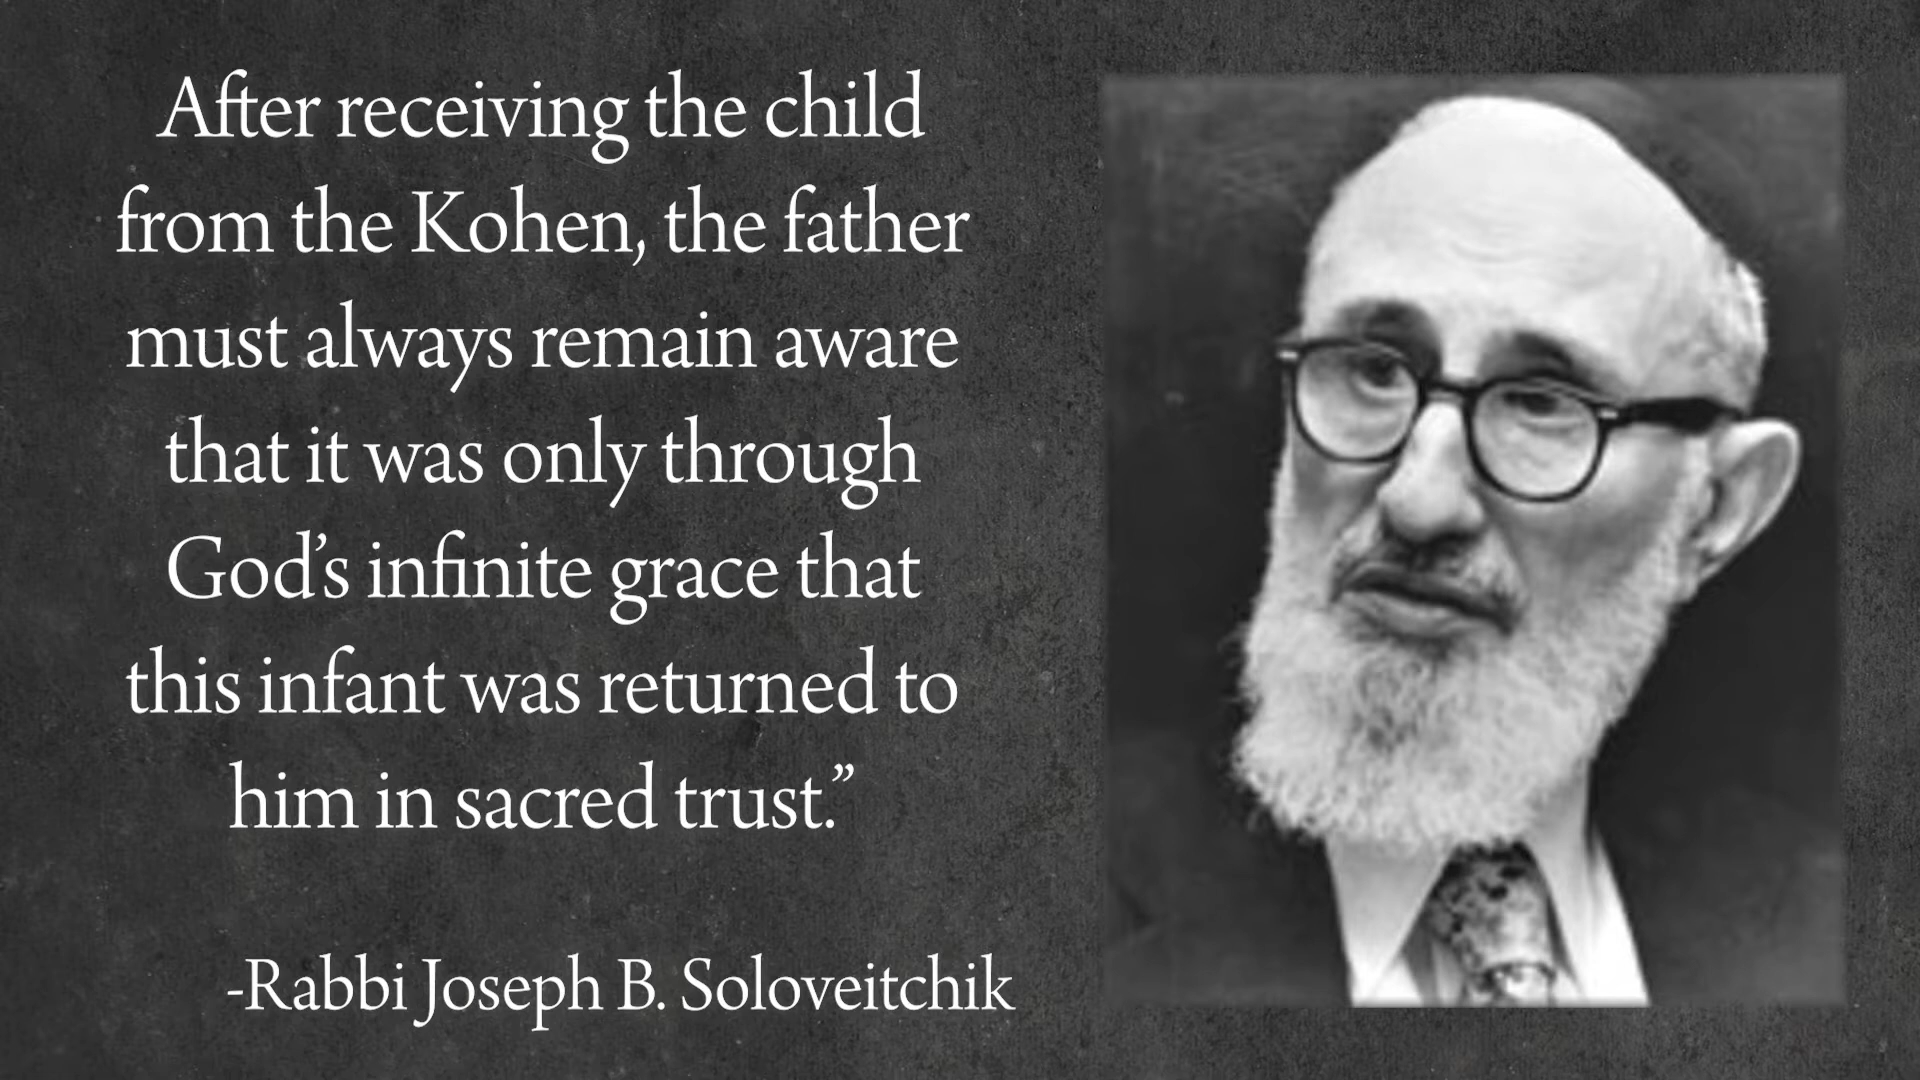 After receiving the child
from the Kohen, the father
must always remain aware
that it was only through
God’s infinite grace that
this infant was returned to
him in sacred trust.”
-Rabbi Joseph B. Soloveitchik